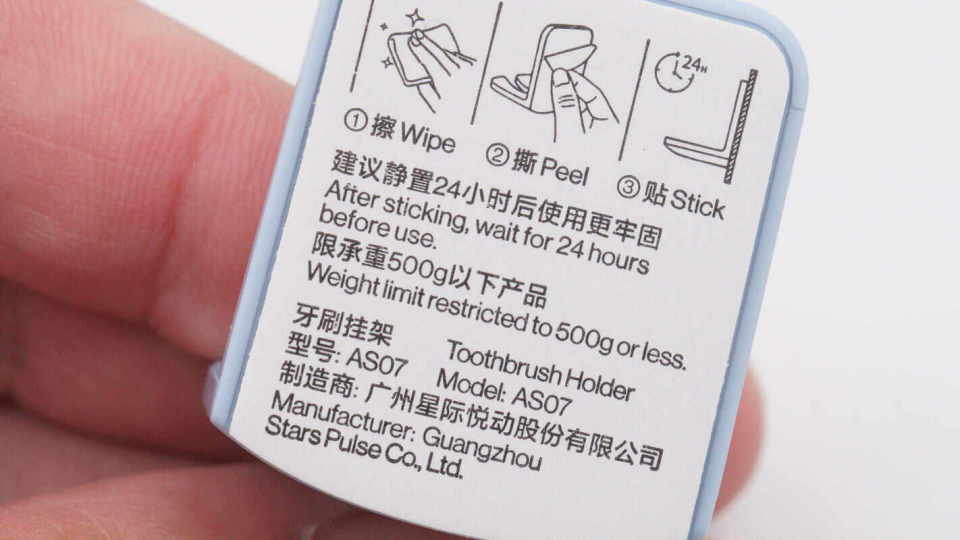 24H
① 擦 Wipe
② 撕 Peel
③ 贴 Stick
建议静置24小时后使用更牢固
After sticking, wait for 24 hours
before use.
限承重500g以下产品
Weight limit restricted to 500g or less.
牙刷挂架 Toothbrush Holder
型号: AS07 Model: AS07
制造商: 广州星际悦动股份有限公司
Manufacturer: Guangzhou
Stars Pulse Co., Ltd.